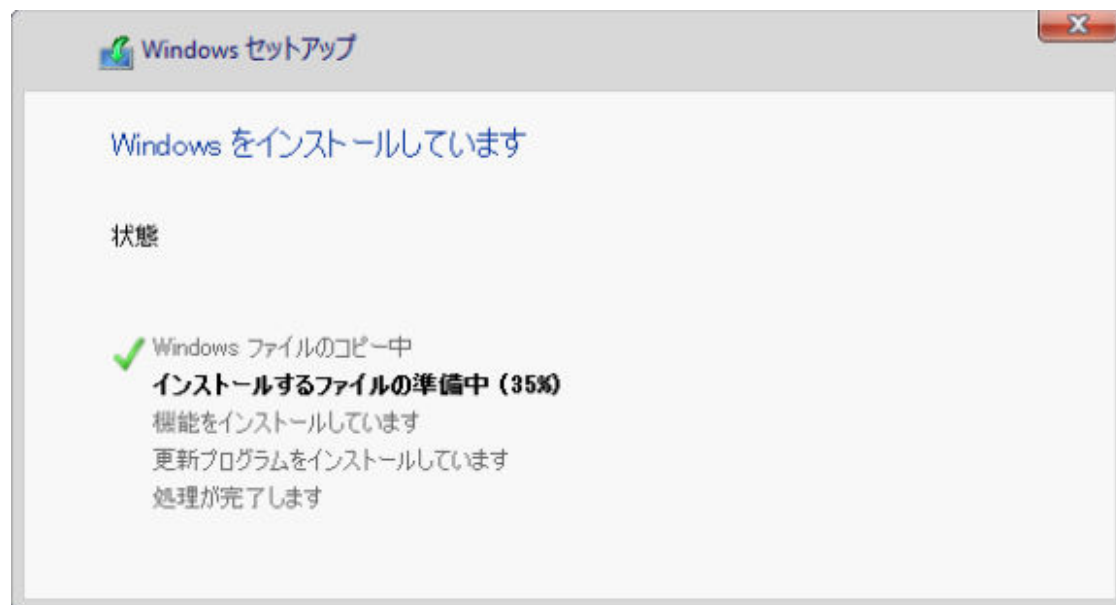 Windows セットアップ
Windows をインストールしています
状態
Windows ファイルのコピー中
インストールするファイルの準備中 (35%)
機能をインストールしています
更新プログラムをインストールしています
処理が完了します